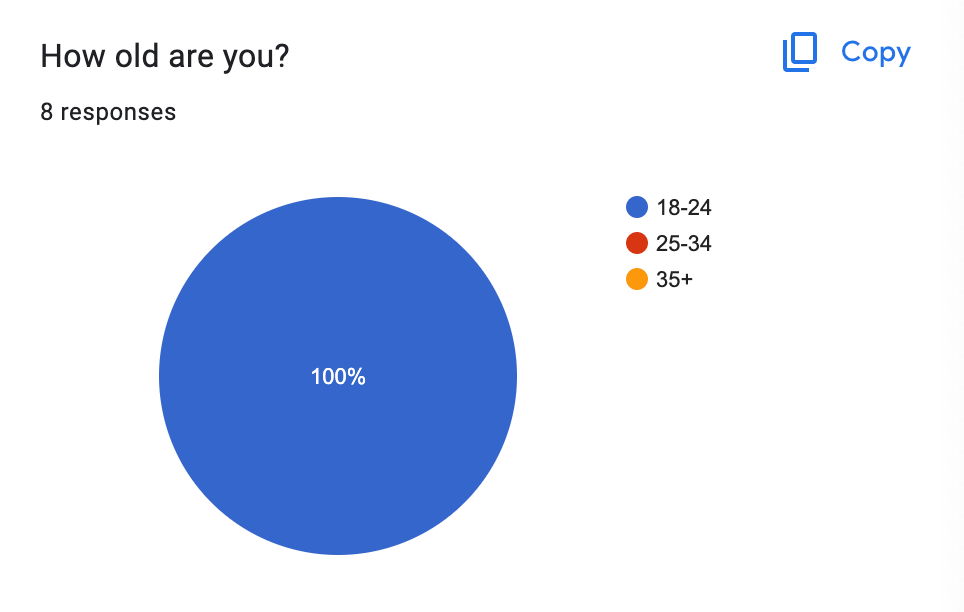 How old are you?
Copy
8 responses
18-24
25-34
35+
100%